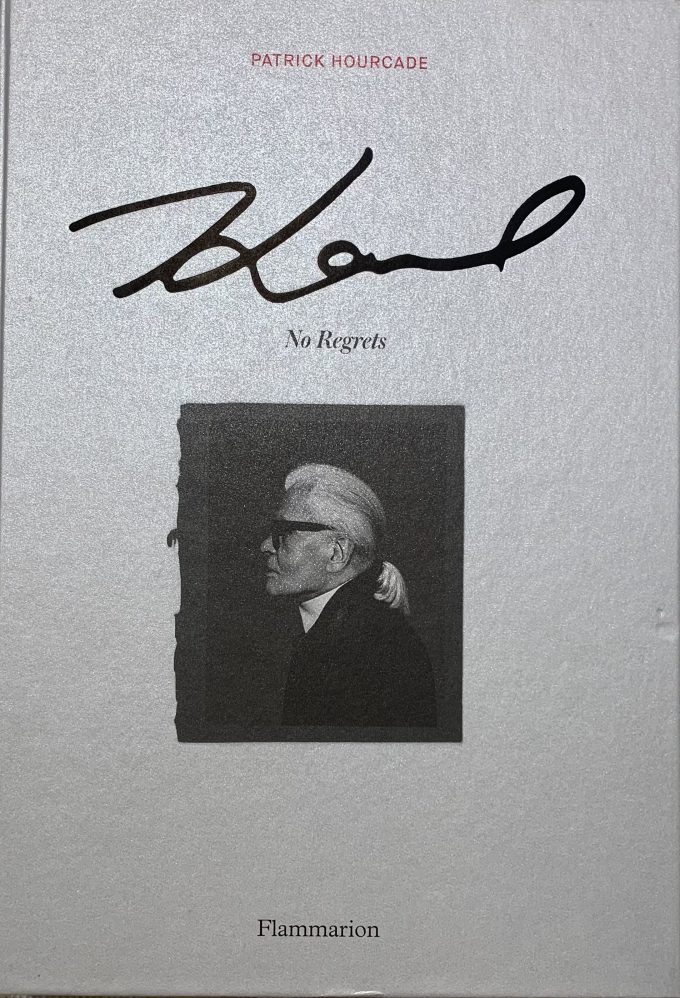 PATRICK HOURCADE
Karl
No Regrets
Flammarion